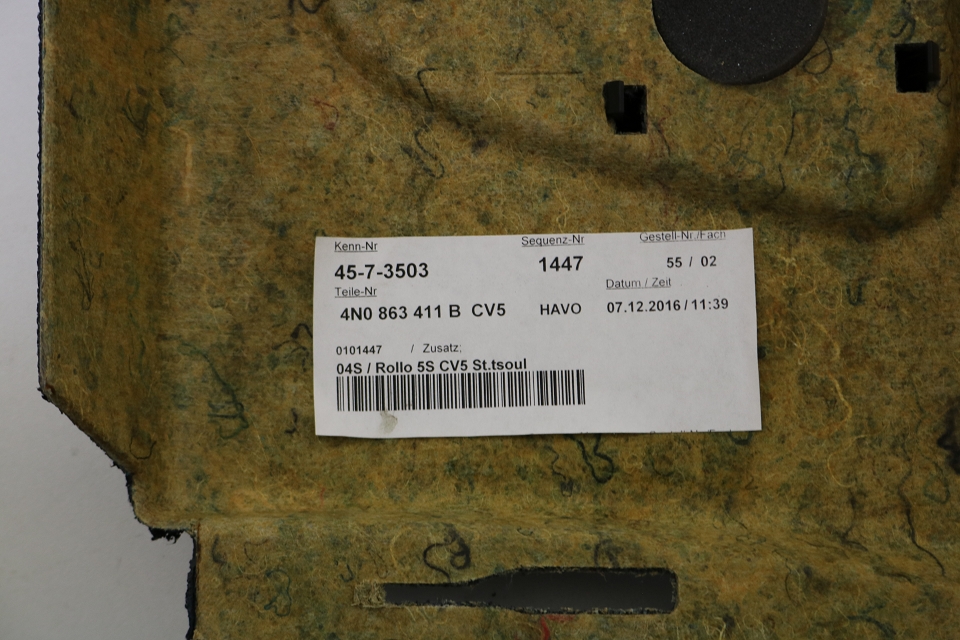 Kenn-Nr Sequenz-Nr Gestell-Nr./Fach
45-7-3503 1447 55 / 02
Teile-Nr Datum / Zeit
4N0 863 411 B CV5 HAVO 07.12.2016 / 11:39
0101447 / Zusatz:
04S / Rollo 5S CV5 St.tsoul